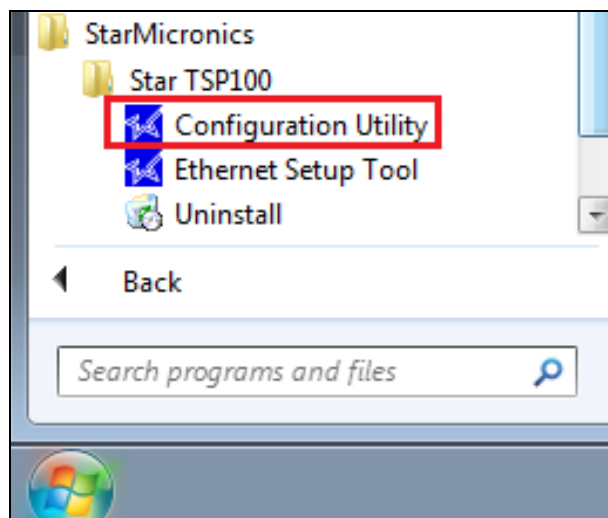 StarMicronics
Star TSP100
Configuration Utility
Ethernet Setup Tool
Uninstall
Back
Search programs and files